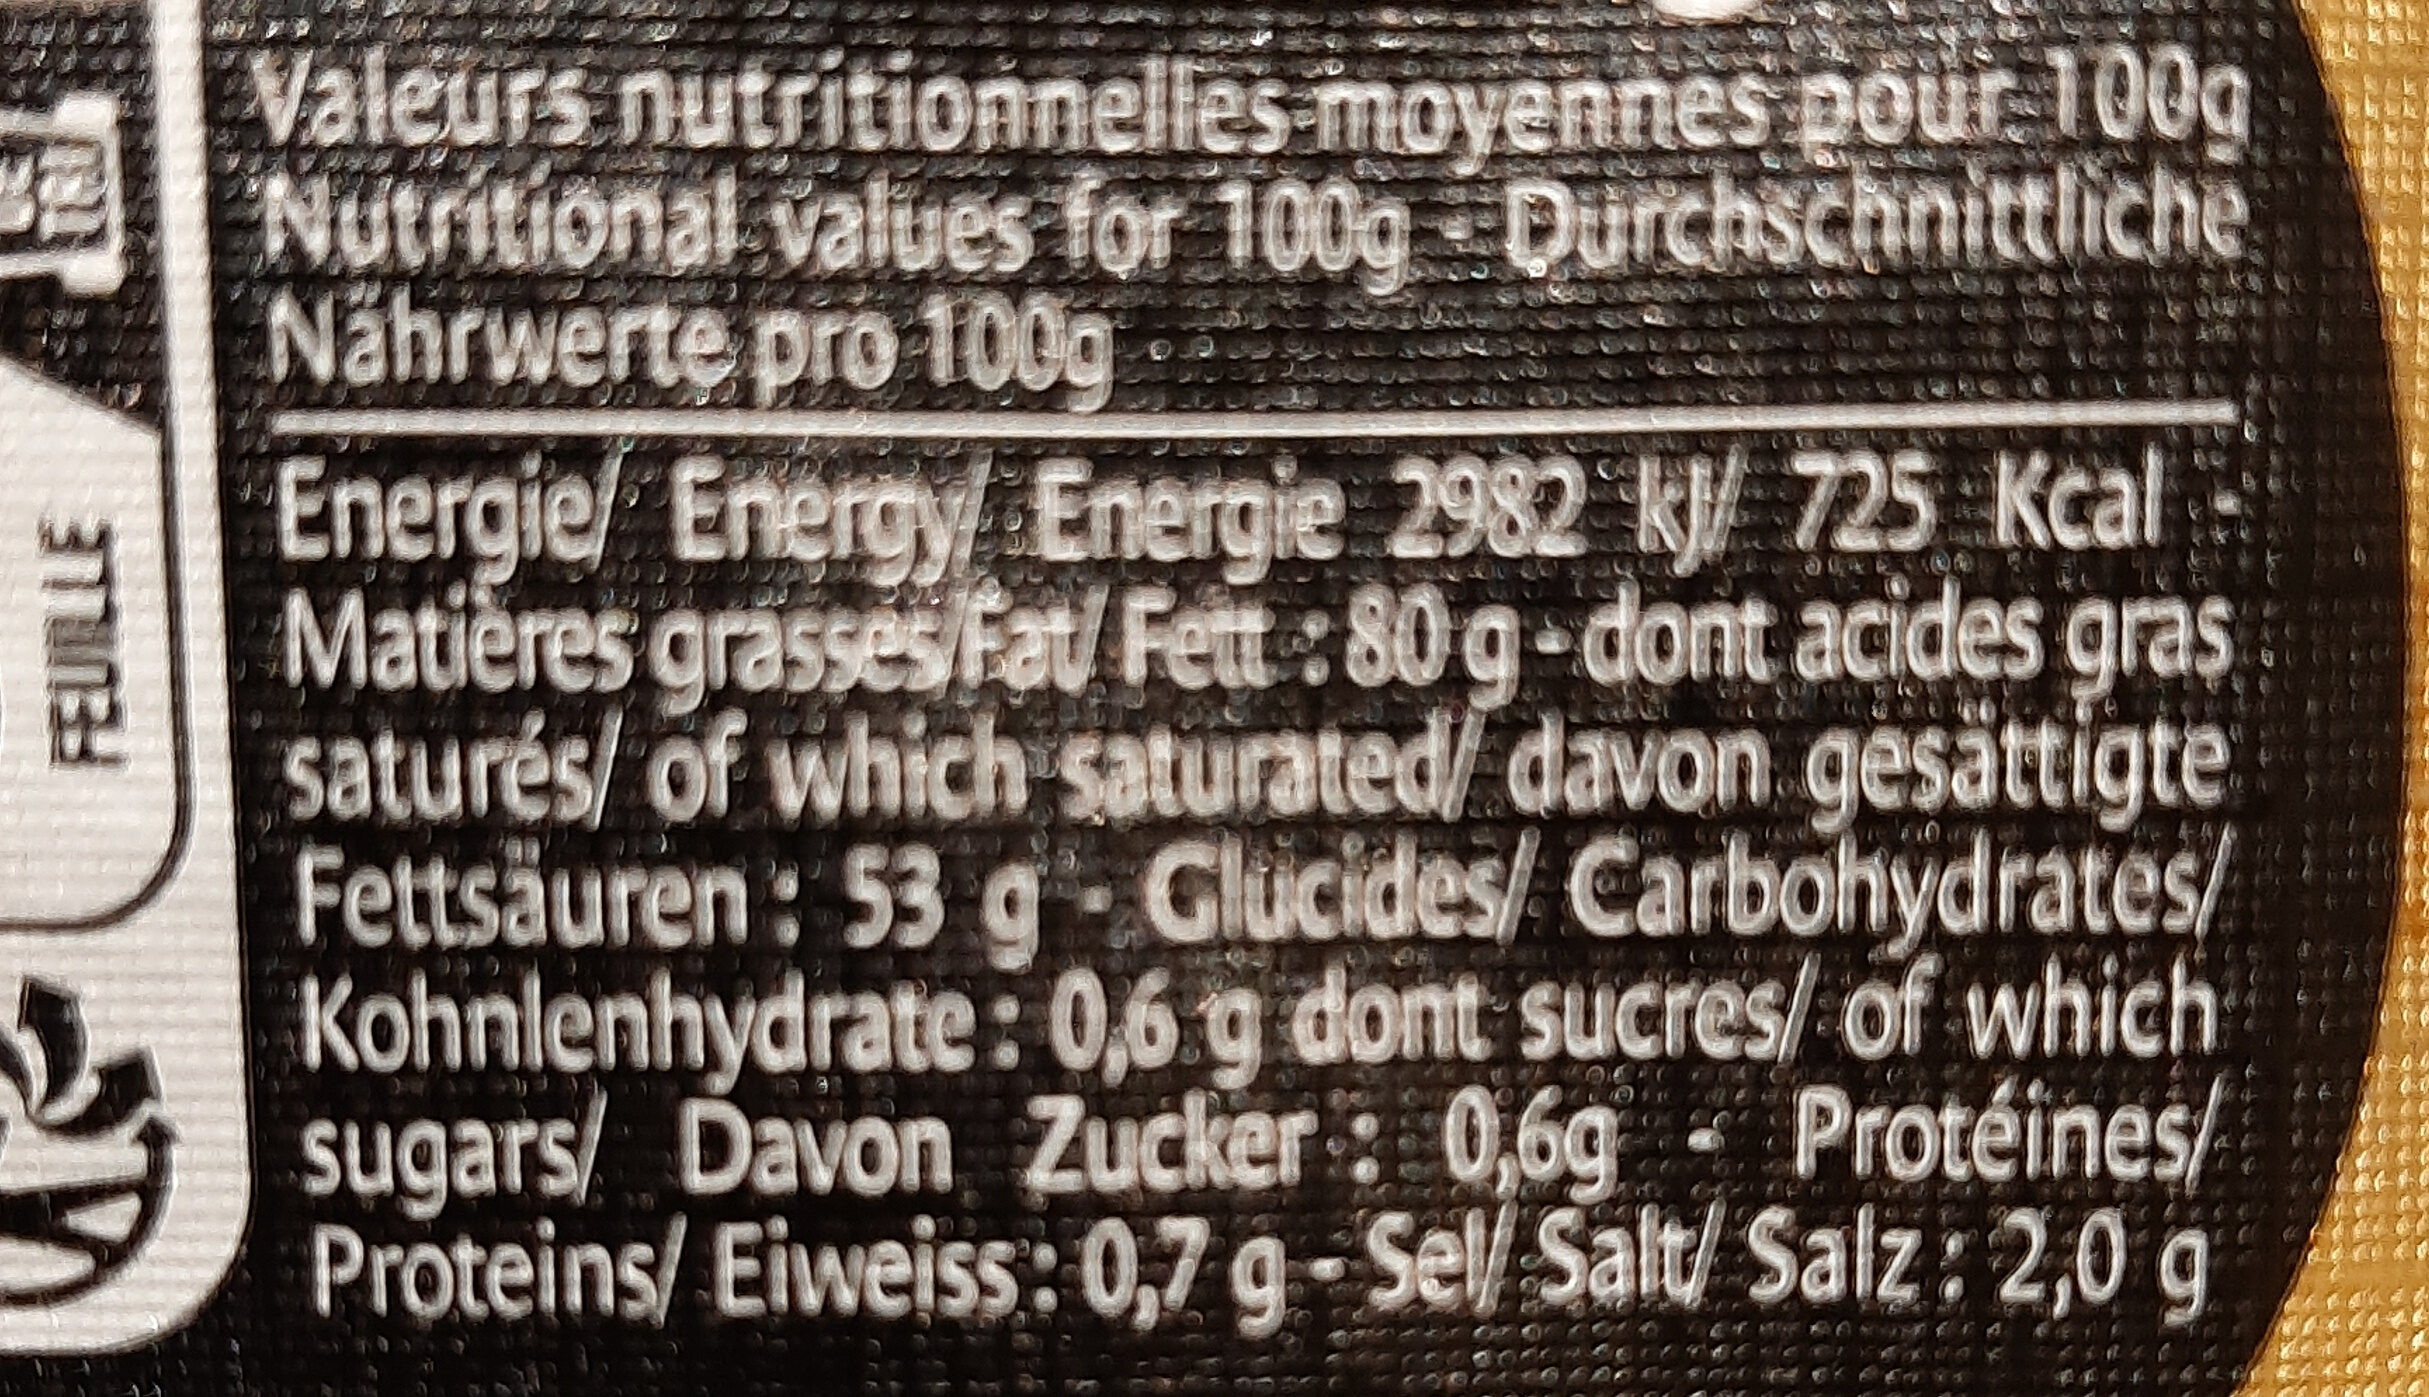 Valeurs nutritionnelles moyennes pour 100g
Nutritional values for 100g - Durchschnittliche
Nährwerte pro 100g
Energie/ Energy/ Energie 2982 kJ/ 725 Kcal -
Matières grasses/Fat/ Fett : 80 g - dont acides gras
saturés/ of which saturated/ davon gesättigte
Fettsäuren : 53 g - Glucides/ Carbohydrates/
Kohnlenhydrate : 0,6 g dont sucres/ of which
sugars/ Davon Zucker : 0,6g - Protéines/
Proteins/ Eiweiss : 0,7 g - Sel/ Salt/ Salz : 2,0 g
FEUILLE